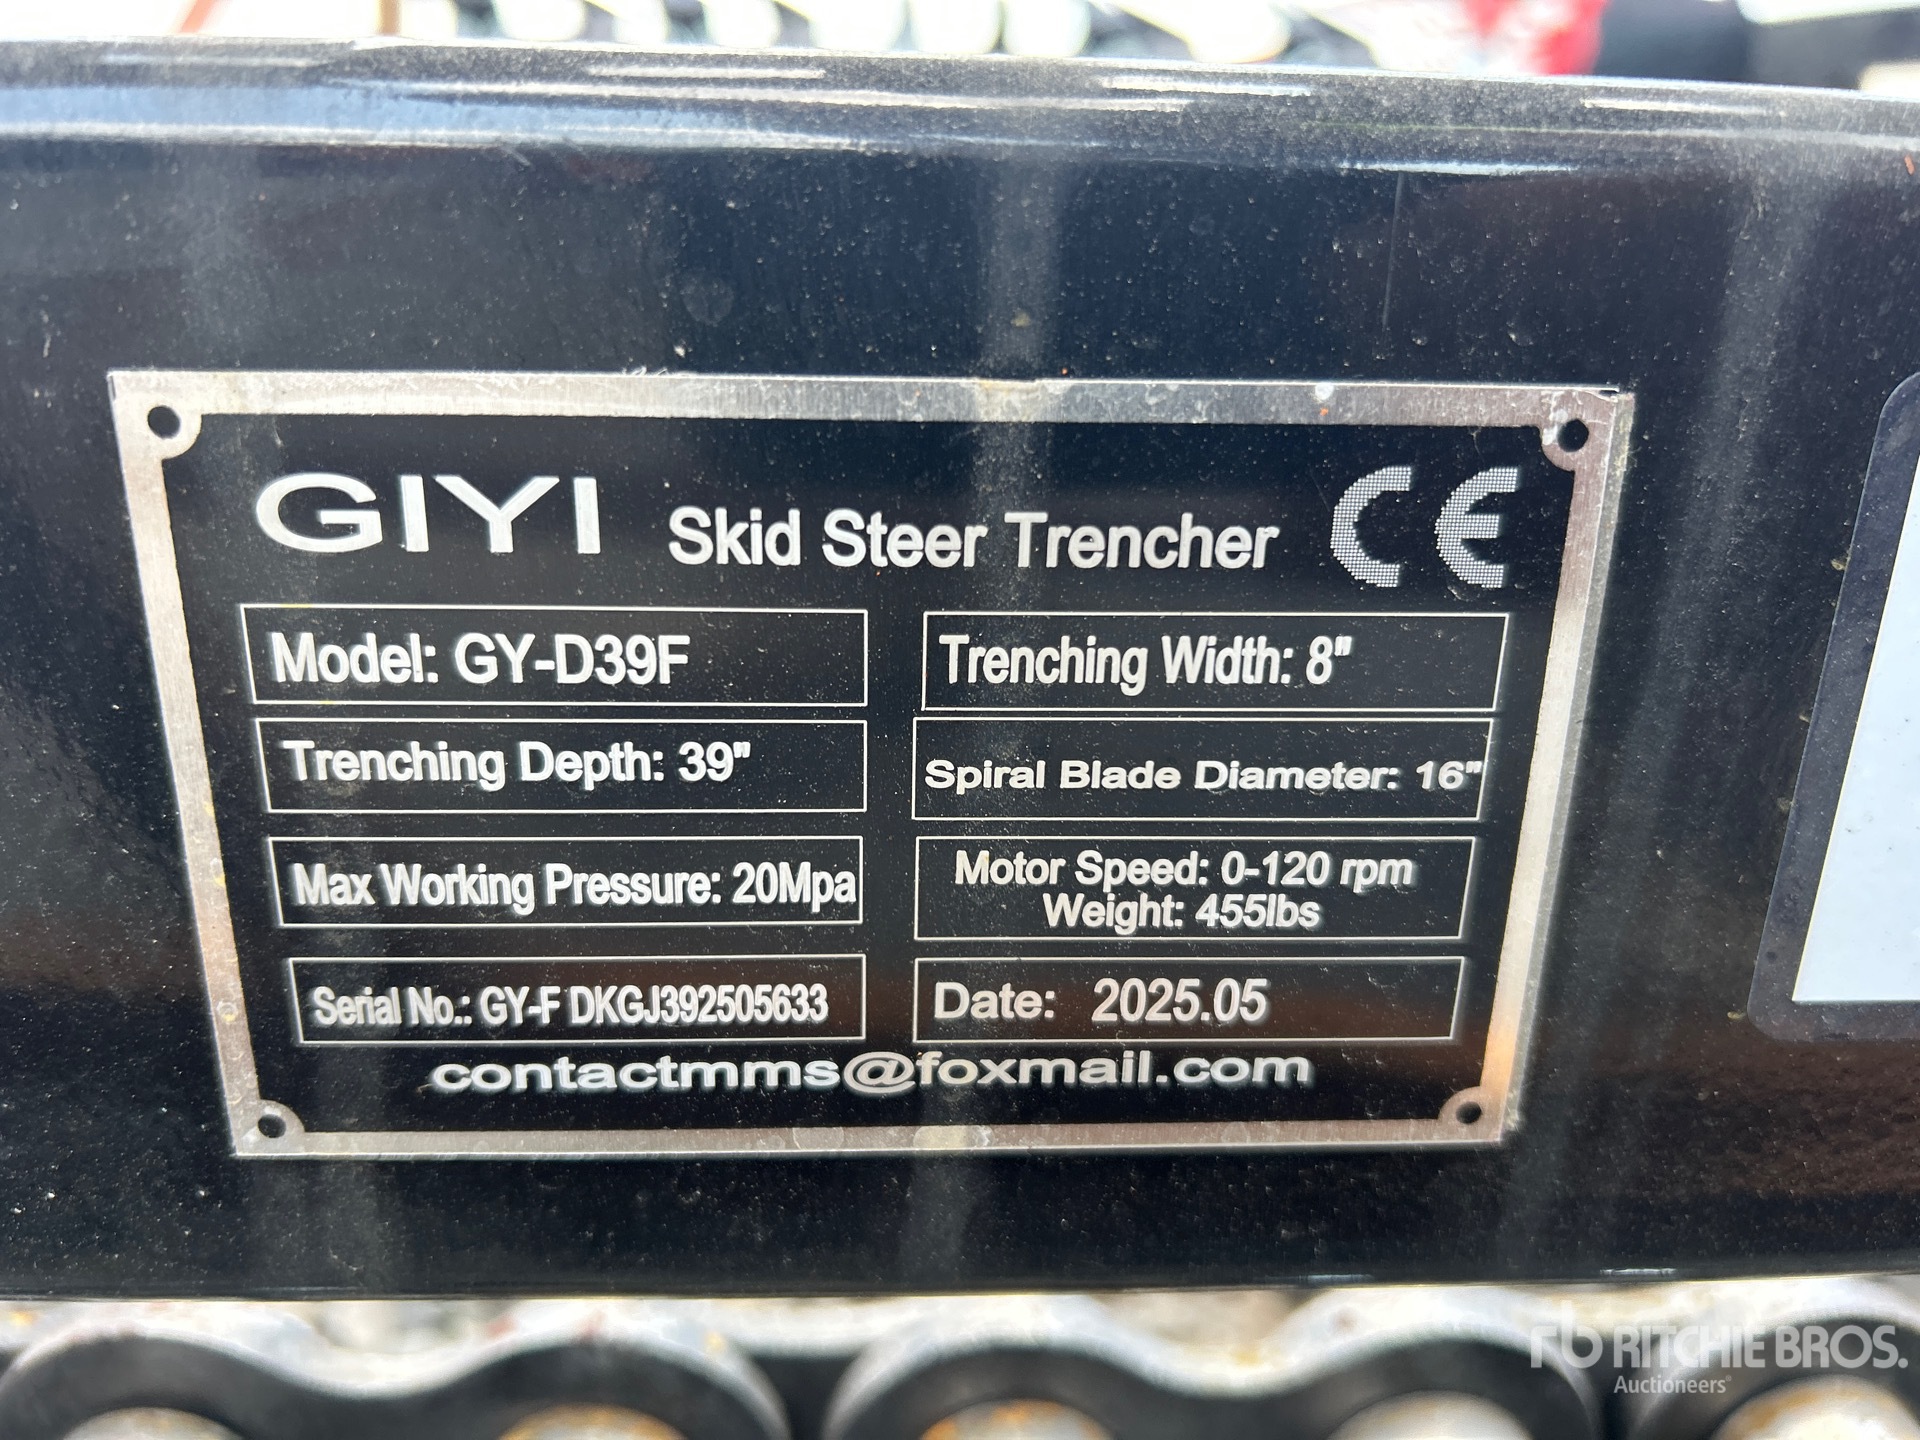 GIYI Skid Steer Trencher CE
Model: GY-D39F
Trenching Width: 8"
Trenching Depth: 39"
Spiral Blade Diameter: 16"
Max Working Pressure: 20Mpa
Motor Speed: 0-120 rpm
Weight: 455lbs
Serial No.: GY-F DKGJ392505633
Date: 2025.05
contactmms@foxmail.com
rb RITCHIE BROS.
Auctioneers